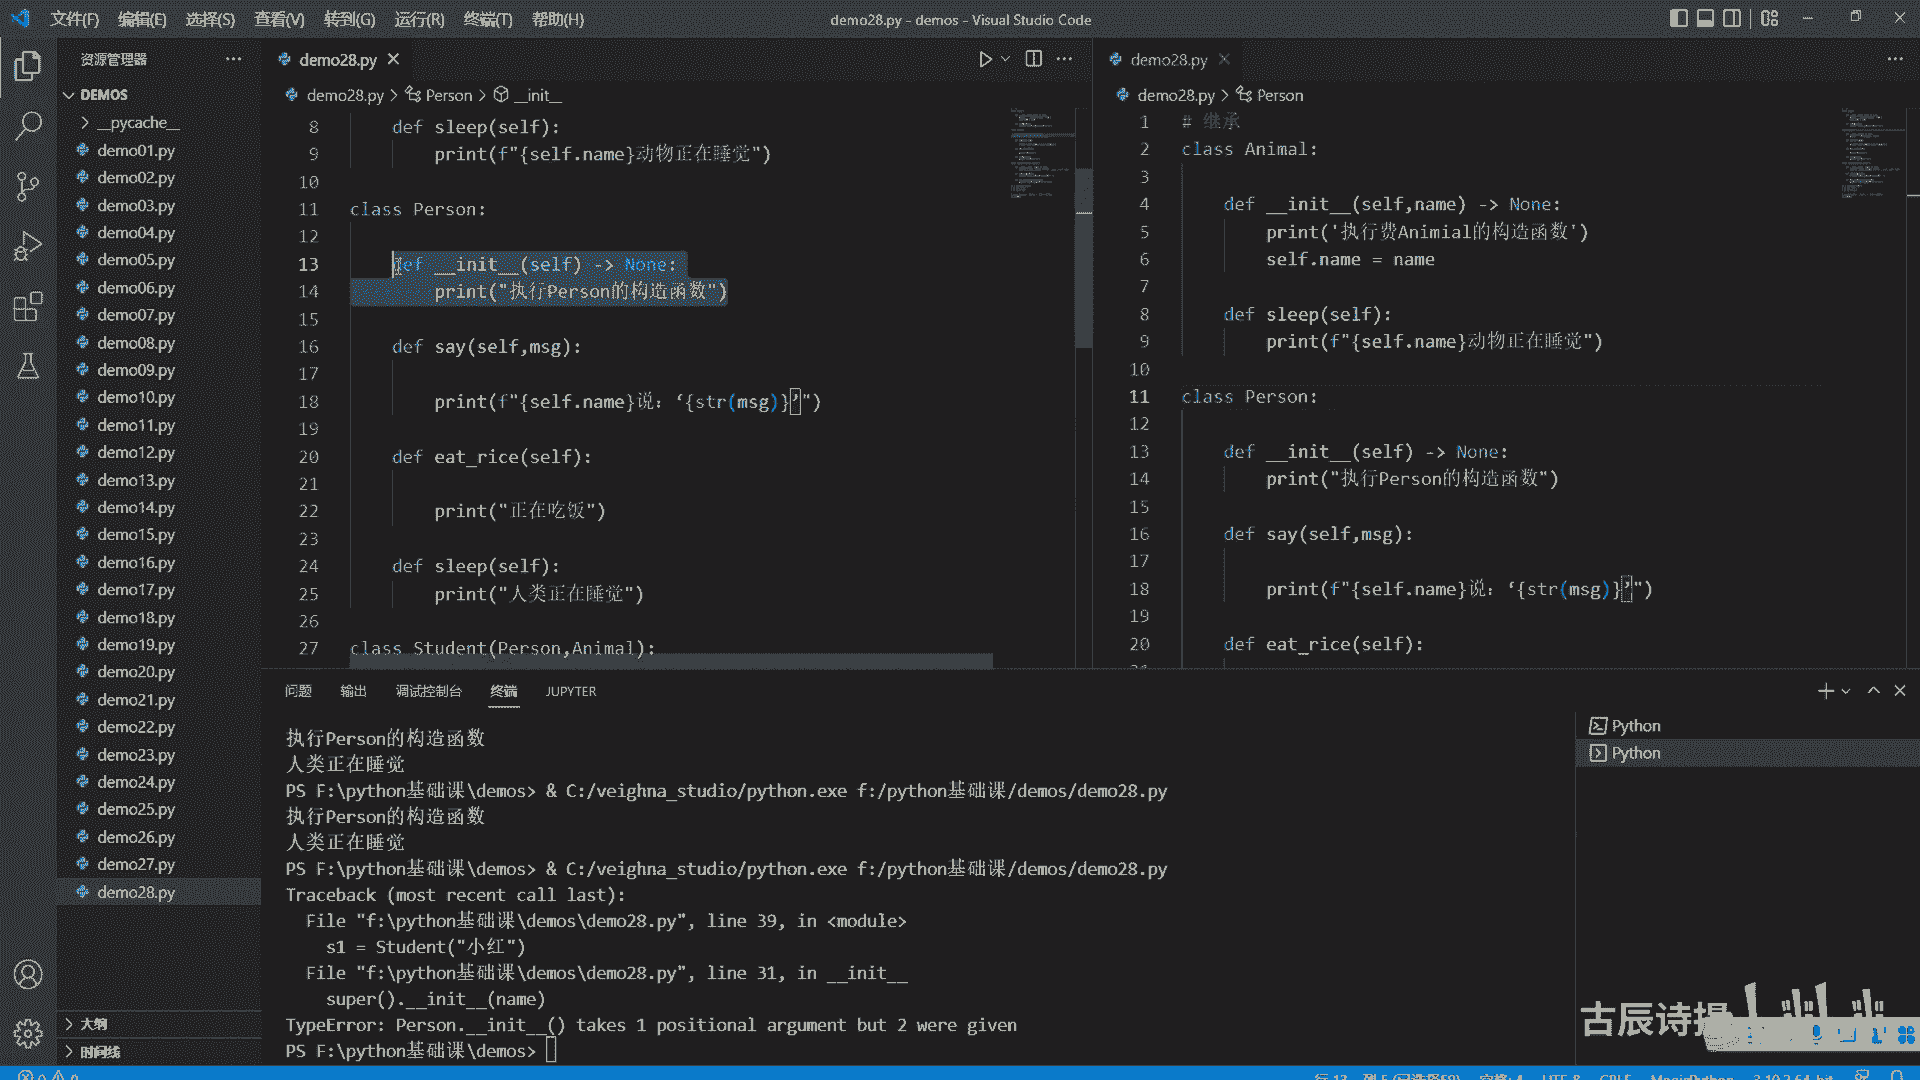 文件(F) 编辑(E) 选择(S) 查看(V) 转到(G) 运行(R) 终端(T) 帮助(H)
demo28.py - demos - Visual Studio Code
资源管理器
DEMOS
__pycache__
demo01.py
demo02.py
demo03.py
demo04.py
demo05.py
demo06.py
demo07.py
demo08.py
demo09.py
demo10.py
demo11.py
demo12.py
demo13.py
demo14.py
demo15.py
demo16.py
demo17.py
demo18.py
demo19.py
demo20.py
demo21.py
demo22.py
demo23.py
demo24.py
demo25.py
demo26.py
demo27.py
demo28.py
大纲
时间线
demo28.py
demo28.py > Person > __init__
8 def sleep(self):
9 print(f"{self.name}动物正在睡觉")
10
11 class Person:
12
13 def __init__(self) -> None:
14 print("执行Person的构造函数")
15
16 def say(self,msg):
17
18 print(f"{self.name}说：‘{str(msg)}’")
19
20 def eat_rice(self):
21
22 print("正在吃饭")
23
24 def sleep(self):
25 print("人类正在睡觉")
26
27 class Student(Person,Animal):
demo28.py
demo28.py > Person
1 # 继承
2 class Animal:
3
4 def __init__(self,name) -> None:
5 print('执行费Animial的构造函数')
6 self.name = name
7
8 def sleep(self):
9 print(f"{self.name}动物正在睡觉")
10
11 class Person:
12
13 def __init__(self) -> None:
14 print("执行Person的构造函数")
15
16 def say(self,msg):
17
18 print(f"{self.name}说：‘{str(msg)}’")
19
20 def eat_rice(self):
问题 输出 调试控制台 终端 JUPYTER
执行Person的构造函数
人类正在睡觉
PS F:\python基础课\demos> & C:/veighna_studio/python.exe f:/python基础课/demos/demo28.py
执行Person的构造函数
人类正在睡觉
PS F:\python基础课\demos> & C:/veighna_studio/python.exe f:/python基础课/demos/demo28.py
Traceback (most recent call last):
File "f:\python基础课\demos\demo28.py", line 39, in <module>
s1 = Student("小红")
File "f:\python基础课\demos\demo28.py", line 31, in __init__
super().__init__(name)
TypeError: Person.__init__() takes 1 positional argument but 2 were given
PS F:\python基础课\demos>
Python
Python
古辰诗摄